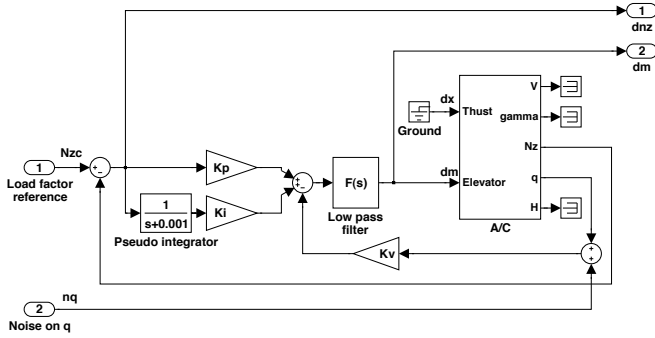 1
dnz
2
dm
V
gamma
Nz
q
H
Thust
Elevator
A/C
dx
Ground
dm
Nzc
1
Load factor
reference
+
-
Kp
1
s+0.001
Pseudo integrator
Ki
+
+
-
F(s)
Low pass
filter
Kv
+
+
nq
2
Noise on q